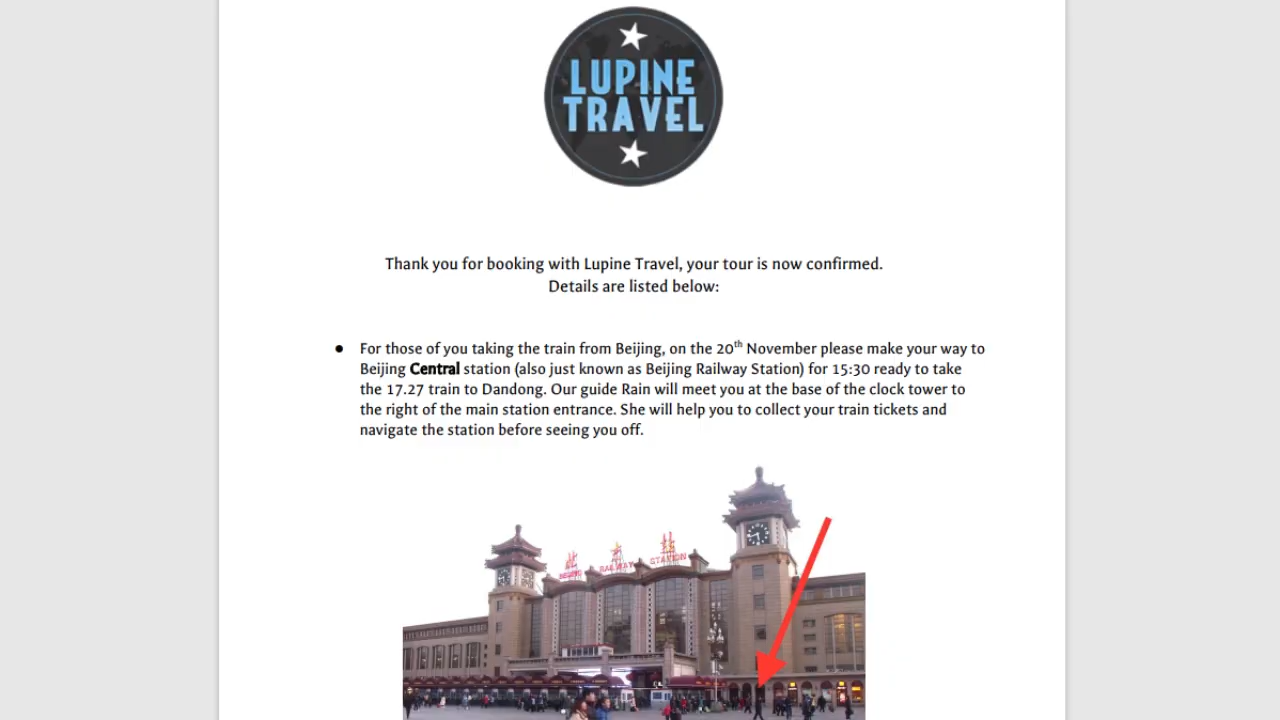 LUPINE
TRAVEL
Thank you for booking with Lupine Travel, your tour is now confirmed.
Details are listed below:
● For those of you taking the train from Beijing, on the 20th November please make your way to
Beijing Central station (also just known as Beijing Railway Station) for 15:30 ready to take
the 17.27 train to Dandong. Our guide Rain will meet you at the base of the clock tower to
the right of the main station entrance. She will help you to collect your train tickets and
navigate the station before seeing you off.
BEIJING RAILWAY STATION